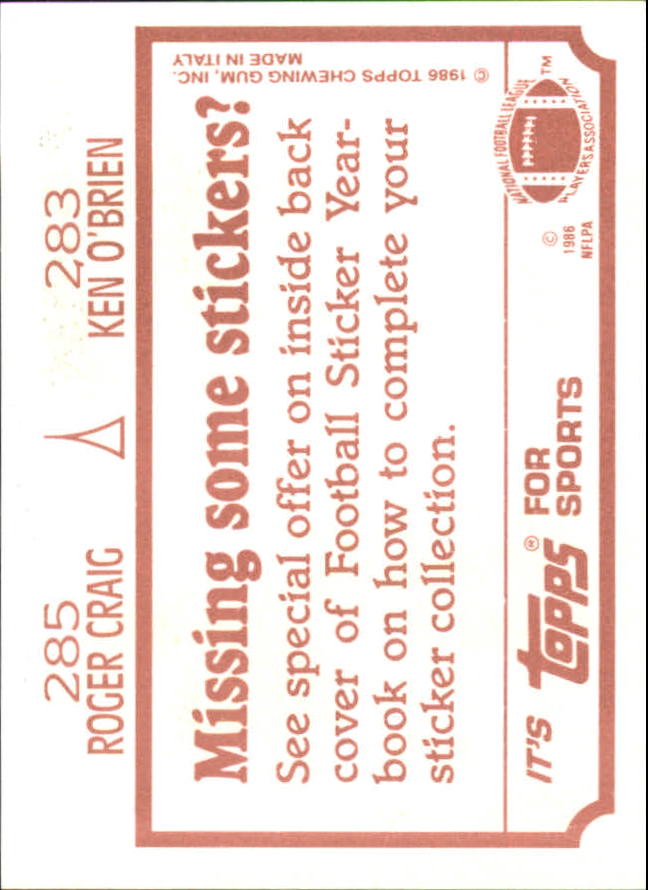 285
ROGER CRAIG
283
KEN O'BRIEN
Missing some stickers?
See special offer on inside back
cover of Football Sticker Year-
book on how to complete your
sticker collection.
© 1986 TOPPS CHEWING GUM, INC.
MADE IN ITALY
IT'S
TOPPS®
FOR
SPORTS
©
1986
NFLPA
NATIONAL FOOTBALL LEAGUE
PLAYERS ASSOCIATION
TM